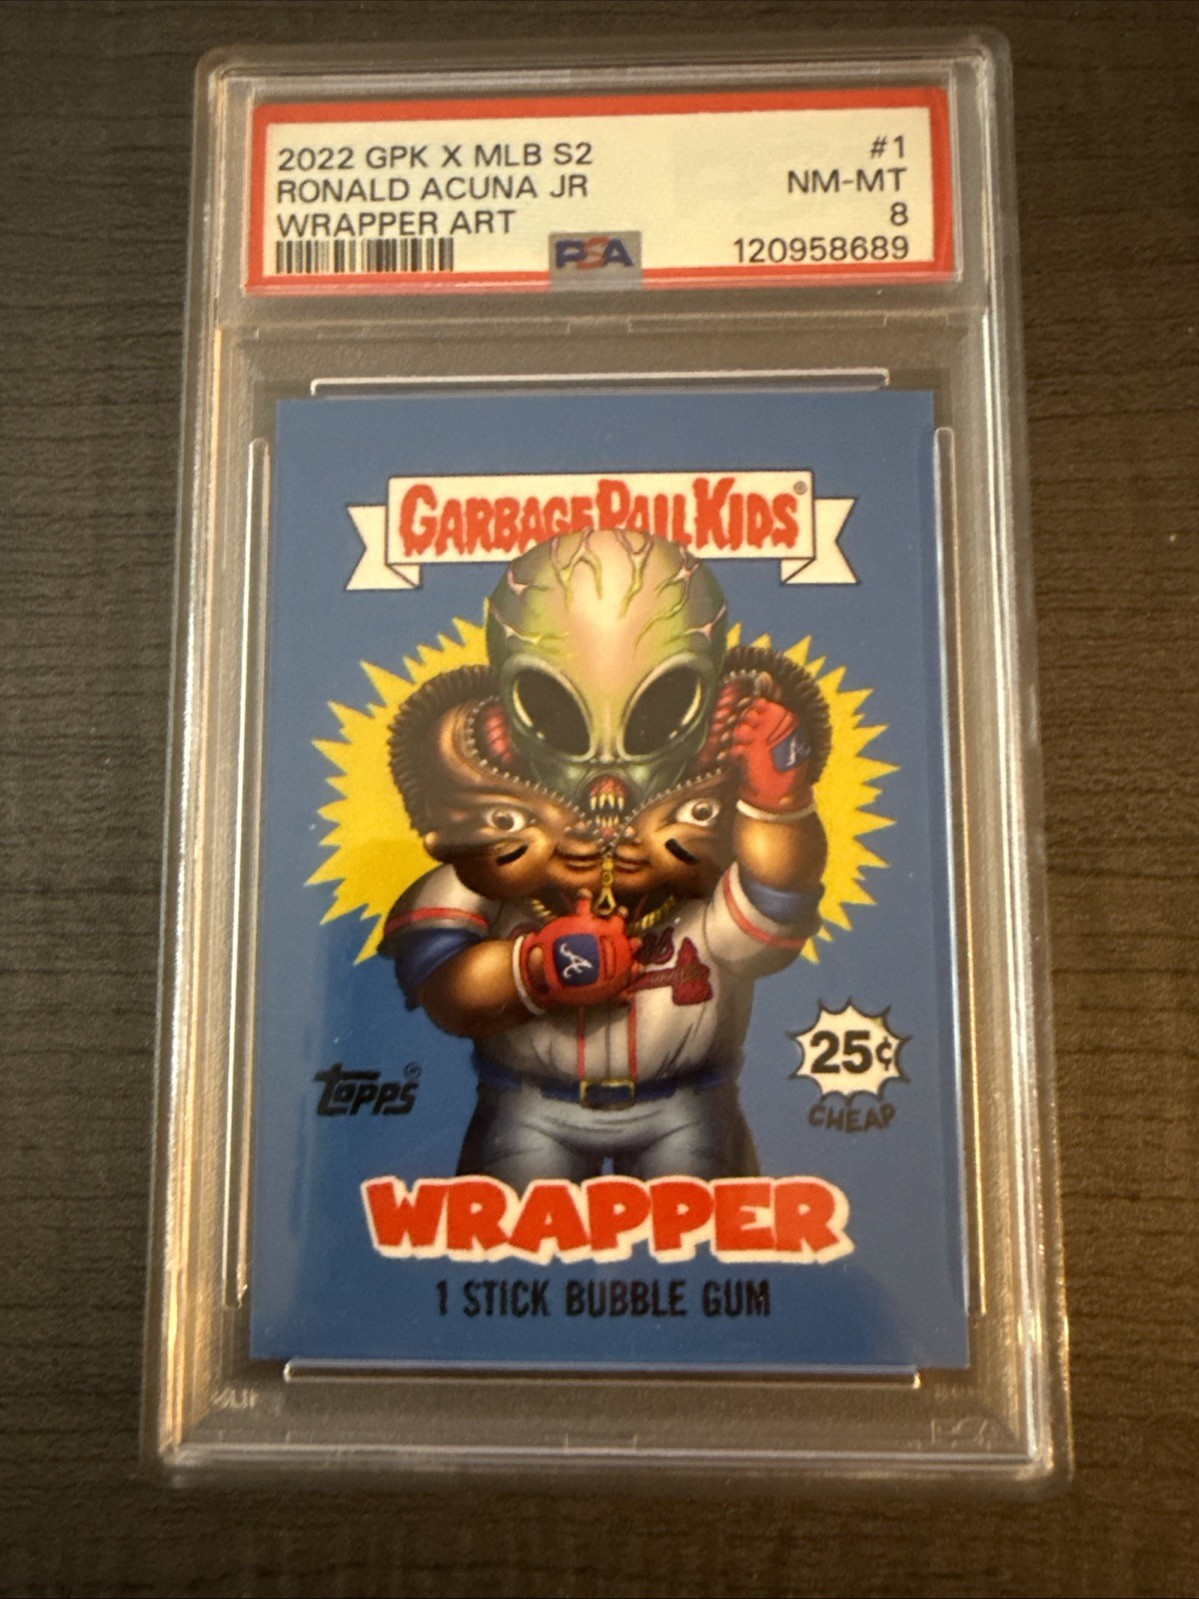 2022 GPK X MLB S2 #1
RONALD ACUNA JR NM-MT
WRAPPER ART 8
PSA 120958689
GARBAGE PAIL KIDS®
A
A
25¢
CHEAP
Topps®
WRAPPER
1 STICK BUBBLE GUM